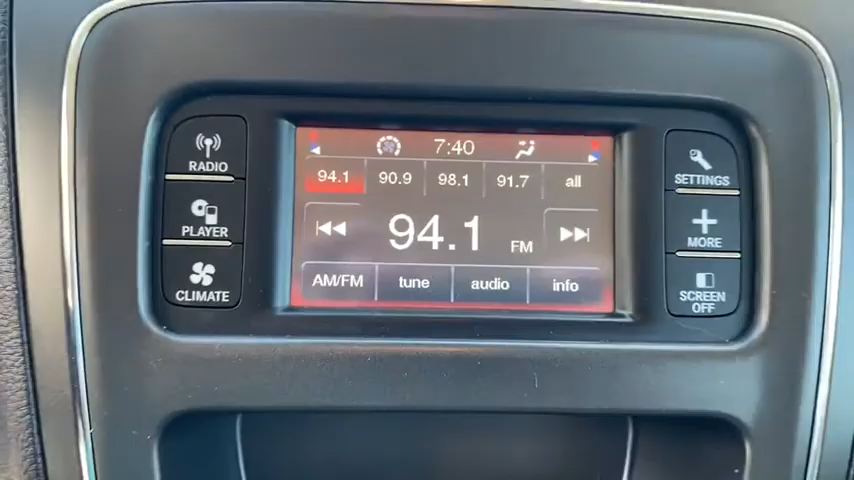 RADIO
PLAYER
CLIMATE
7:40
94.1 90.9 98.1 91.7 all
94.1 FM
AM/FM tune audio info
SETTINGS
MORE
SCREEN
OFF